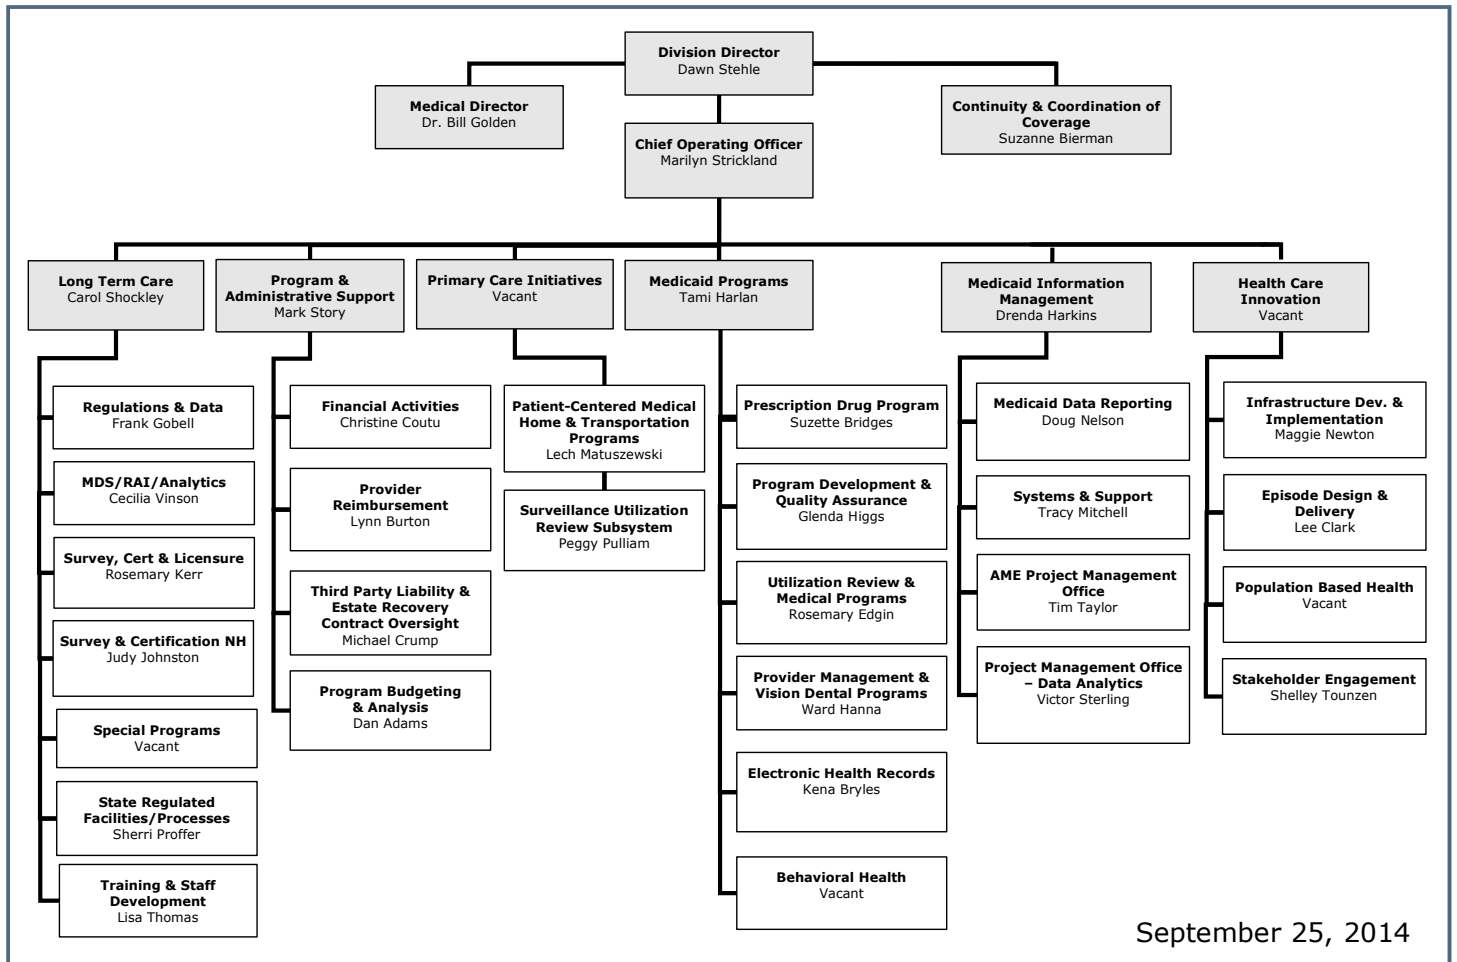 Division Director
Dawn Stehle
Medical Director
Dr. Bill Golden
Continuity & Coordination of
Coverage
Suzanne Bierman
Chief Operating Officer
Marilyn Strickland
Long Term Care
Carol Shockley
Program &
Administrative Support
Mark Story
Primary Care Initiatives
Vacant
Medicaid Programs
Tami Harlan
Medicaid Information
Management
Drenda Harkins
Health Care
Innovation
Vacant
Regulations & Data
Frank Gobell
MDS/RAI/Analytics
Cecilia Vinson
Survey, Cert & Licensure
Rosemary Kerr
Survey & Certification NH
Judy Johnston
Special Programs
Vacant
State Regulated
Facilities/Processes
Sherri Proffer
Training & Staff
Development
Lisa Thomas
Financial Activities
Christine Coutu
Provider
Reimbursement
Lynn Burton
Third Party Liability &
Estate Recovery
Contract Oversight
Michael Crump
Program Budgeting
& Analysis
Dan Adams
Patient-Centered Medical
Home & Transportation
Programs
Lech Matuszewski
Surveillance Utilization
Review Subsystem
Peggy Pulliam
Prescription Drug Program
Suzette Bridges
Program Development &
Quality Assurance
Glenda Higgs
Utilization Review &
Medical Programs
Rosemary Edgin
Provider Management &
Vision Dental Programs
Ward Hanna
Electronic Health Records
Kena Bryles
Behavioral Health
Vacant
Medicaid Data Reporting
Doug Nelson
Systems & Support
Tracy Mitchell
AME Project Management
Office
Tim Taylor
Project Management Office
– Data Analytics
Victor Sterling
Infrastructure Dev. &
Implementation
Maggie Newton
Episode Design &
Delivery
Lee Clark
Population Based Health
Vacant
Stakeholder Engagement
Shelley Tounzen
September 25, 2014